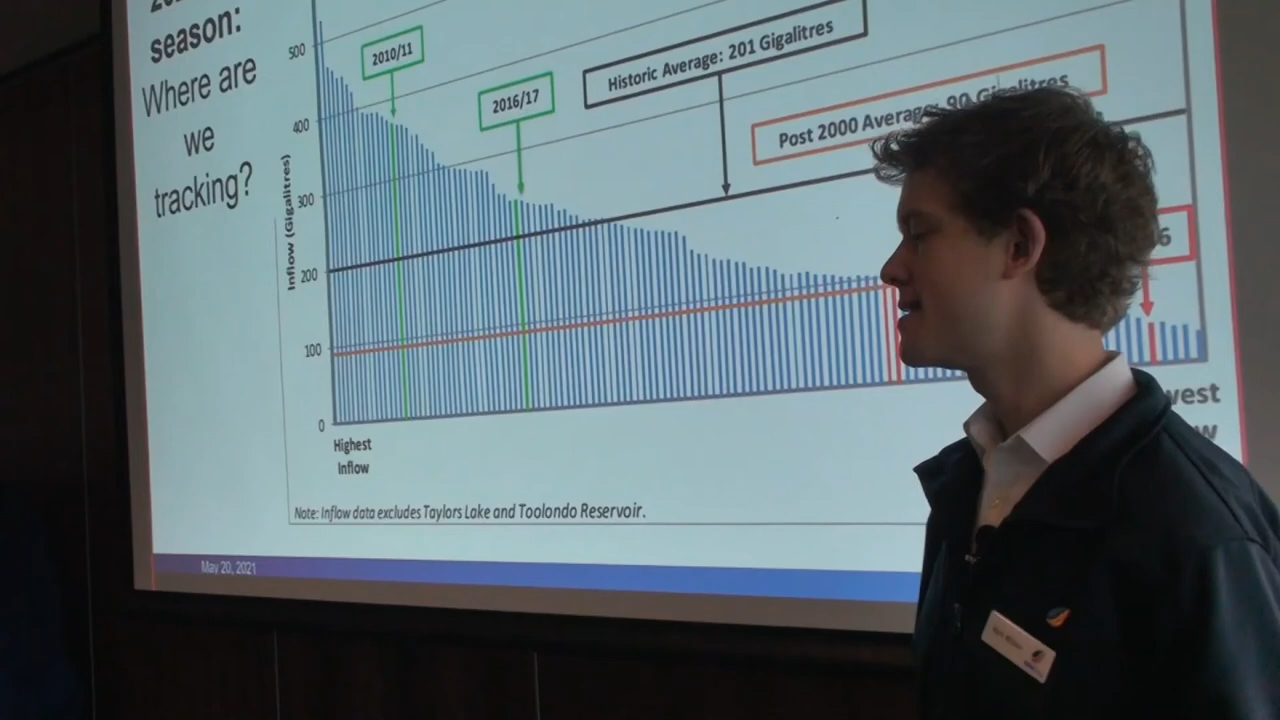 season:
Where are
we
tracking?
2010/11
2016/17
Historic Average: 201 Gigalitres
Post 2000 Average: 90 Gigalitres
6
Inflow (Gigalitres)
500
400
300
200
100
0
Highest
Inflow
west
w
Note: Inflow data excludes Taylors Lake and Toolondo Reservoir.
May 20, 2021